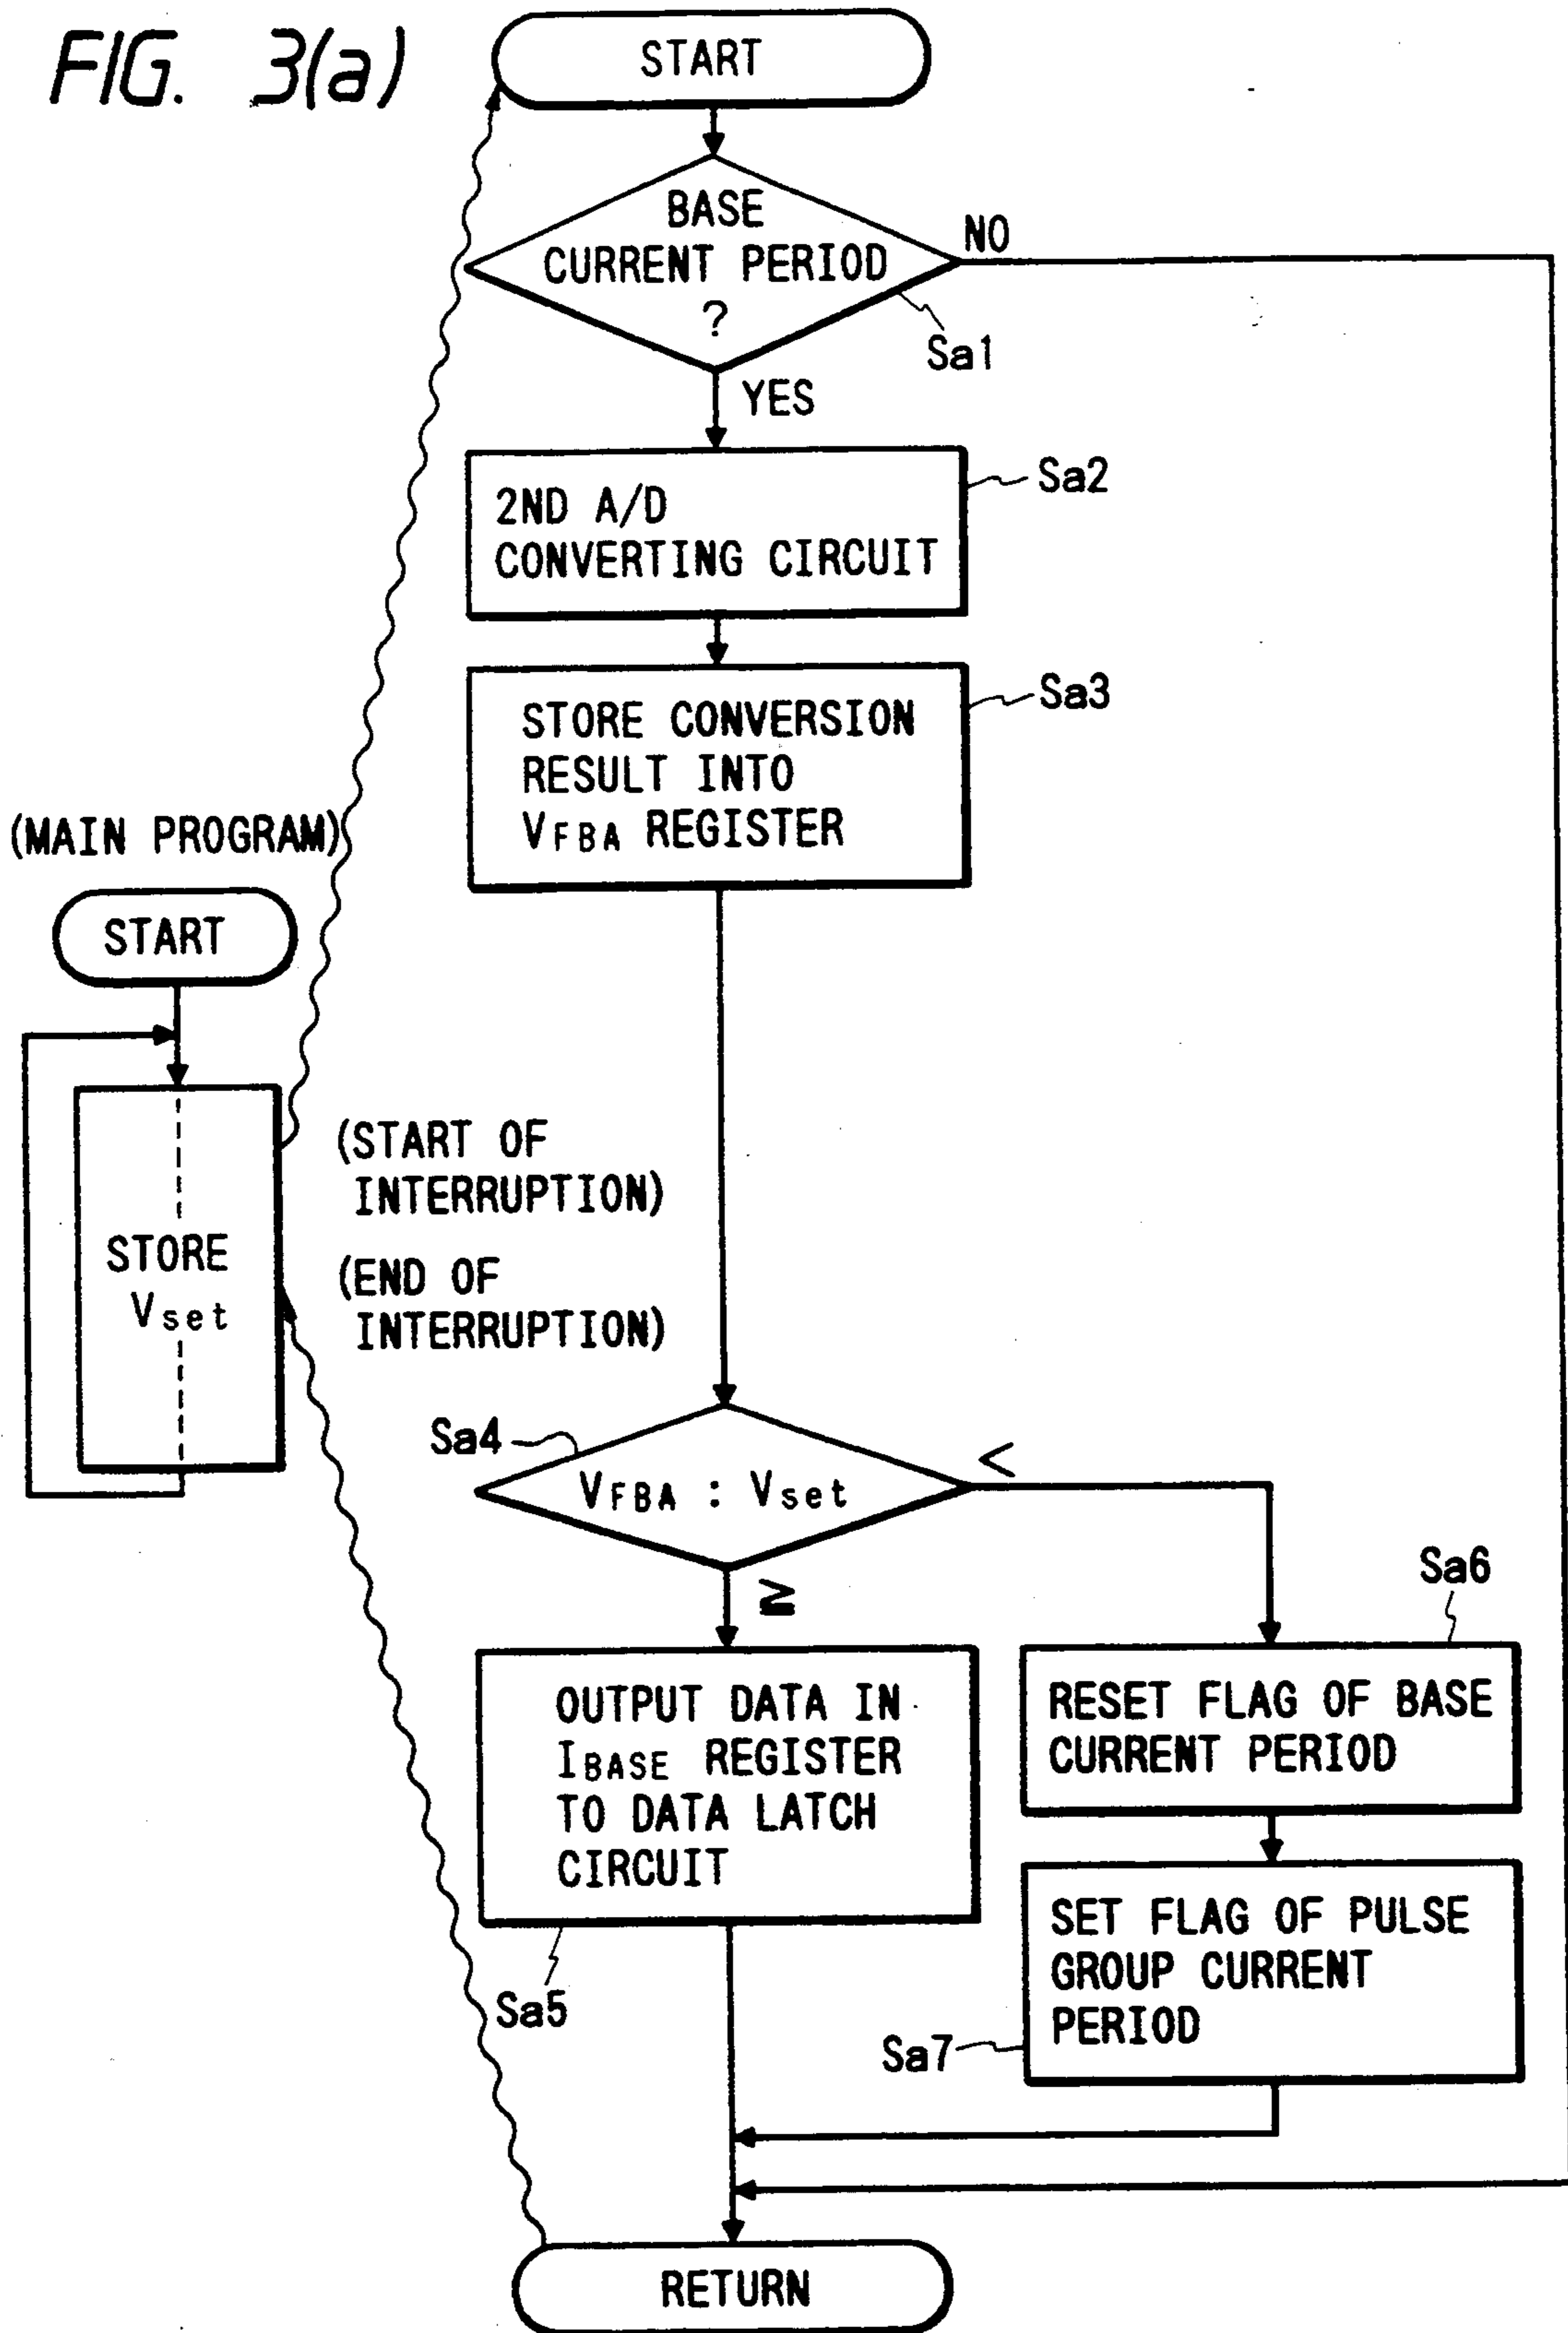 FIG. 3(a)
START
BASE
CURRENT PERIOD
?
NO
Sa1
YES
2ND A/D
CONVERTING CIRCUIT
Sa2
STORE CONVERSION
RESULT INTO
VFBA REGISTER
Sa3
(MAIN PROGRAM)
START
STORE
Vset
(START OF
INTERRUPTION)
(END OF
INTERRUPTION)
Sa4
VFBA : Vset
<
≧
Sa6
OUTPUT DATA IN
IBASE REGISTER
TO DATA LATCH
CIRCUIT
Sa5
RESET FLAG OF BASE
CURRENT PERIOD
SET FLAG OF PULSE
GROUP CURRENT
PERIOD
Sa7
RETURN